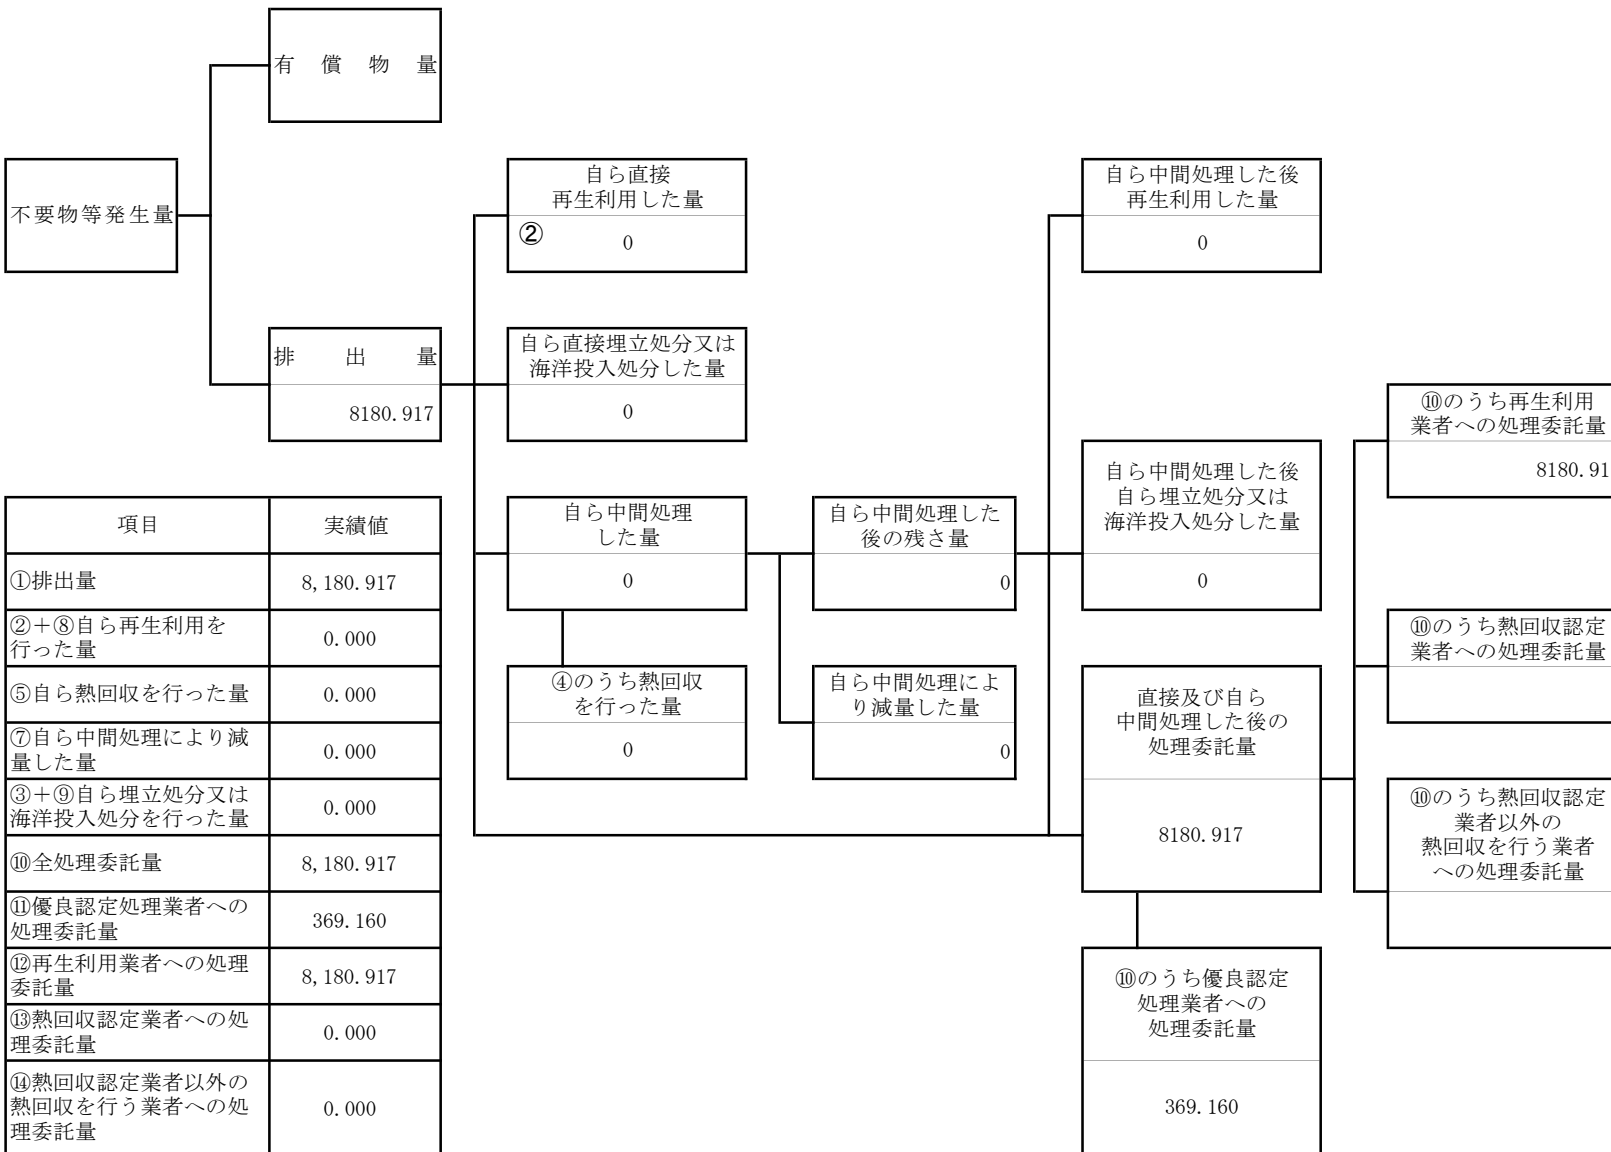 有償物量
不要物等発生量
自ら直接
再生利用した量
②
0
自ら中間処理した後
再生利用した量
0
排出量
8180.917
自ら直接埋立処分又は
海洋投入処分した量
0
⑩のうち再生利用
業者への処理委託量
8180.91
自ら中間処理した後
自ら埋立処分又は
海洋投入処分した量
0
自ら中間処理
した量
0
自ら中間処理した
後の残さ量
0
⑩のうち熱回収認定
業者への処理委託量
④のうち熱回収
を行った量
0
自ら中間処理によ
り減量した量
0
直接及び自ら
中間処理した後の
処理委託量
8180.917
⑩のうち熱回収認定
業者以外の
熱回収を行う業者
への処理委託量
⑩のうち優良認定
処理業者への
処理委託量
369.160
項目 実績値
①排出量 8,180.917
②+⑧自ら再生利用を
行った量 0.000
⑤自ら熱回収を行った量 0.000
⑦自ら中間処理により減
量した量 0.000
③+⑨自ら埋立処分又は
海洋投入処分を行った量 0.000
⑩全処理委託量 8,180.917
⑪優良認定処理業者への
処理委託量 369.160
⑫再生利用業者への処理
委託量 8,180.917
⑬熱回収認定業者への処
理委託量 0.000
⑭熱回収認定業者以外の
熱回収を行う業者への処
理委託量 0.000